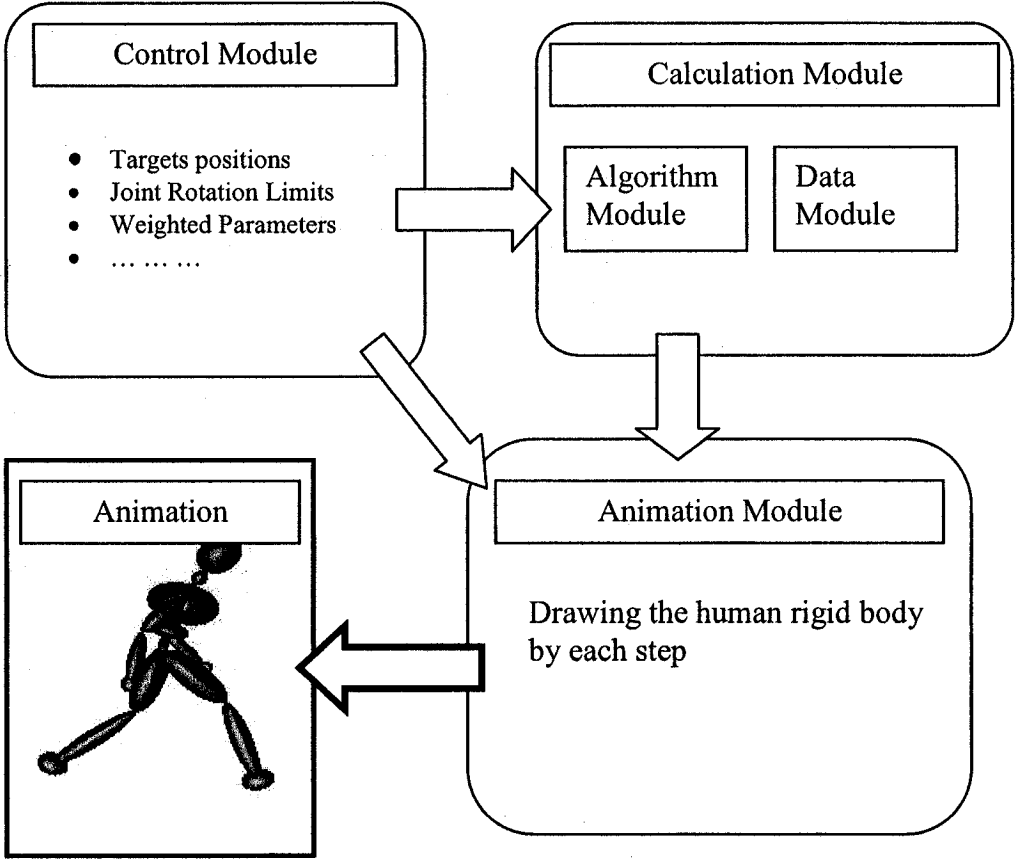 Control Module
Targets positions
Joint Rotation Limits
Weighted Parameters
... ... ...
Calculation Module
Algorithm
Module
Data
Module
Animation
Animation Module
Drawing the human rigid body
by each step